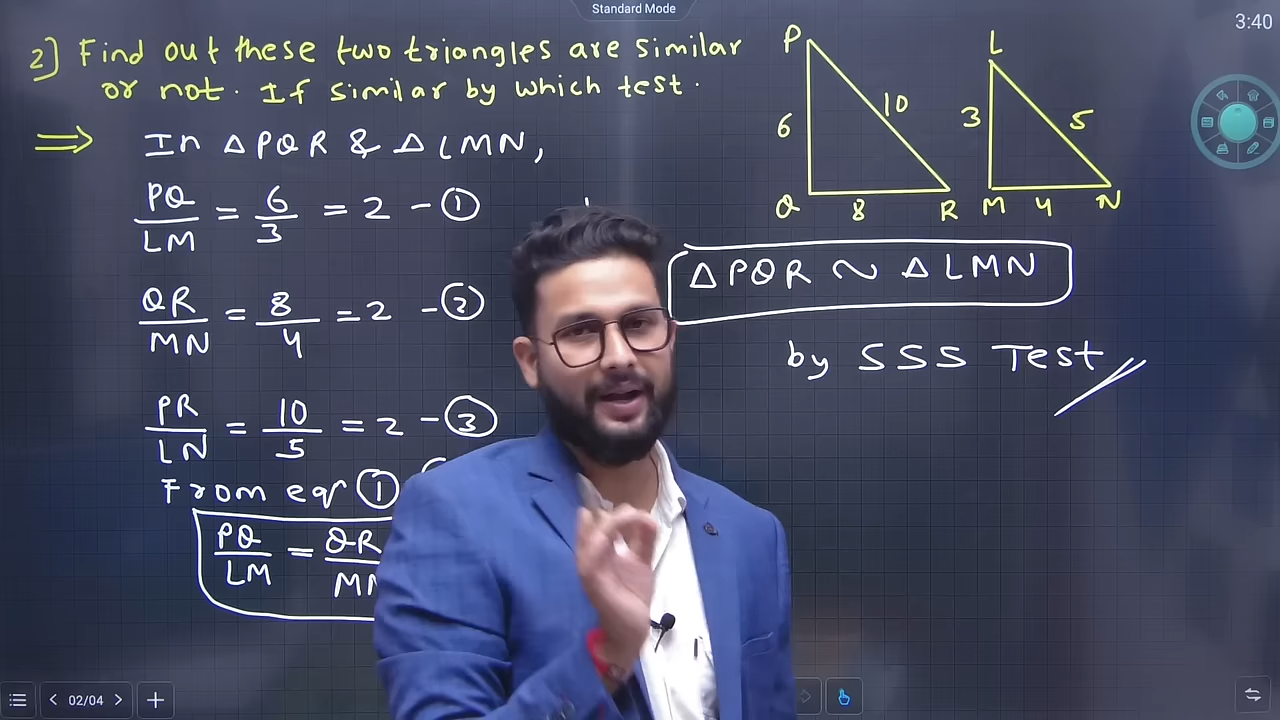 Standard Mode
3:40
2] Find out these two triangles are similar
or not. If similar by which test.
⇒ In △PQR & △LMN,
PQ/LM = 6/3 = 2 - ①
QR/MN = 8/4 = 2 - ②
PR/LN = 10/5 = 2 - ③
From eqn ①
PQ/LM = QR/MN
P
6
10
Q
8
R
L
3
5
M
4
N
△PQR ~ △LMN
by SSS Test
02/04